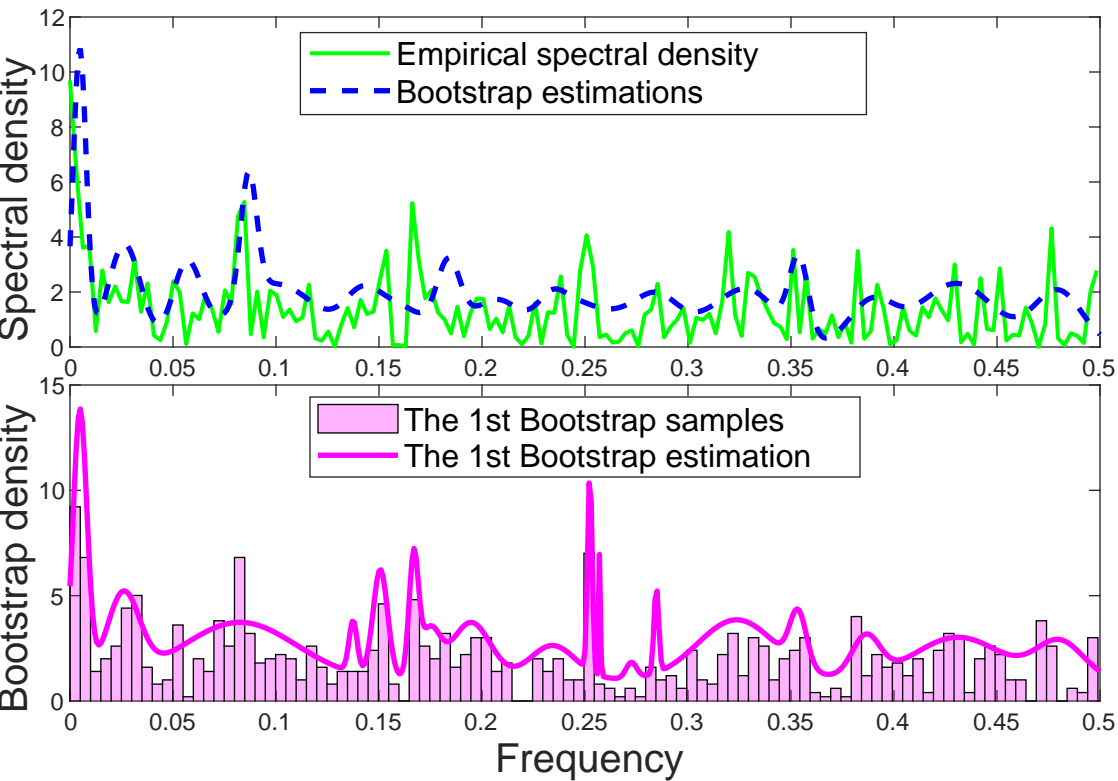 12
10
8
6
4
2
0
Spectral density
Empirical spectral density
Bootstrap estimations
0 0.05 0.1 0.15 0.2 0.25 0.3 0.35 0.4 0.45 0.5
15
10
5
0
Bootstrap density
The 1st Bootstrap samples
The 1st Bootstrap estimation
0 0.05 0.1 0.15 0.2 0.25 0.3 0.35 0.4 0.45 0.5
Frequency